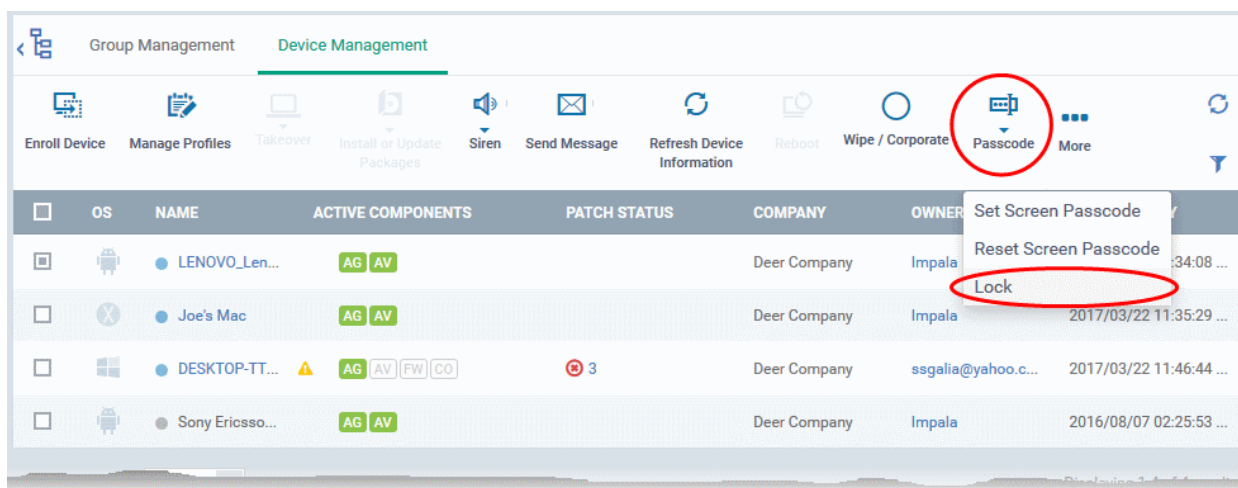 Group Management Device Management
Enroll Device Manage Profiles Takeover Install or Update Packages Siren Send Message Refresh Device Information Reboot Wipe / Corporate Passcode More
OS NAME ACTIVE COMPONENTS PATCH STATUS COMPANY OWNER Y
Set Screen Passcode
Reset Screen Passcode
Lock
LENOVO_Len... AG AV Deer Company Impala :34:08 ...
Joe's Mac AG AV Deer Company Impala 2017/03/22 11:35:29 ...
DESKTOP-TT... AG AV FW CO 3 Deer Company ssgalia@yahoo.c... 2017/03/22 11:46:44 ...
Sony Ericsso... AG AV Deer Company Impala 2016/08/07 02:25:53 ...